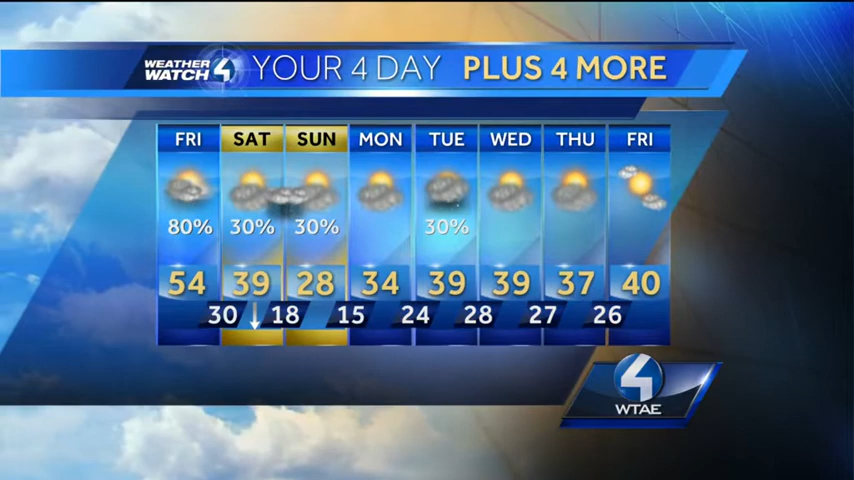 WEATHER
WATCH 4
YOUR 4 DAY PLUS 4 MORE
FRI SAT SUN MON TUE WED THU FRI
80% 30% 30% 30%
54 39 28 34 39 39 37 40
30 18 15 24 28 27 26
4
WTAE